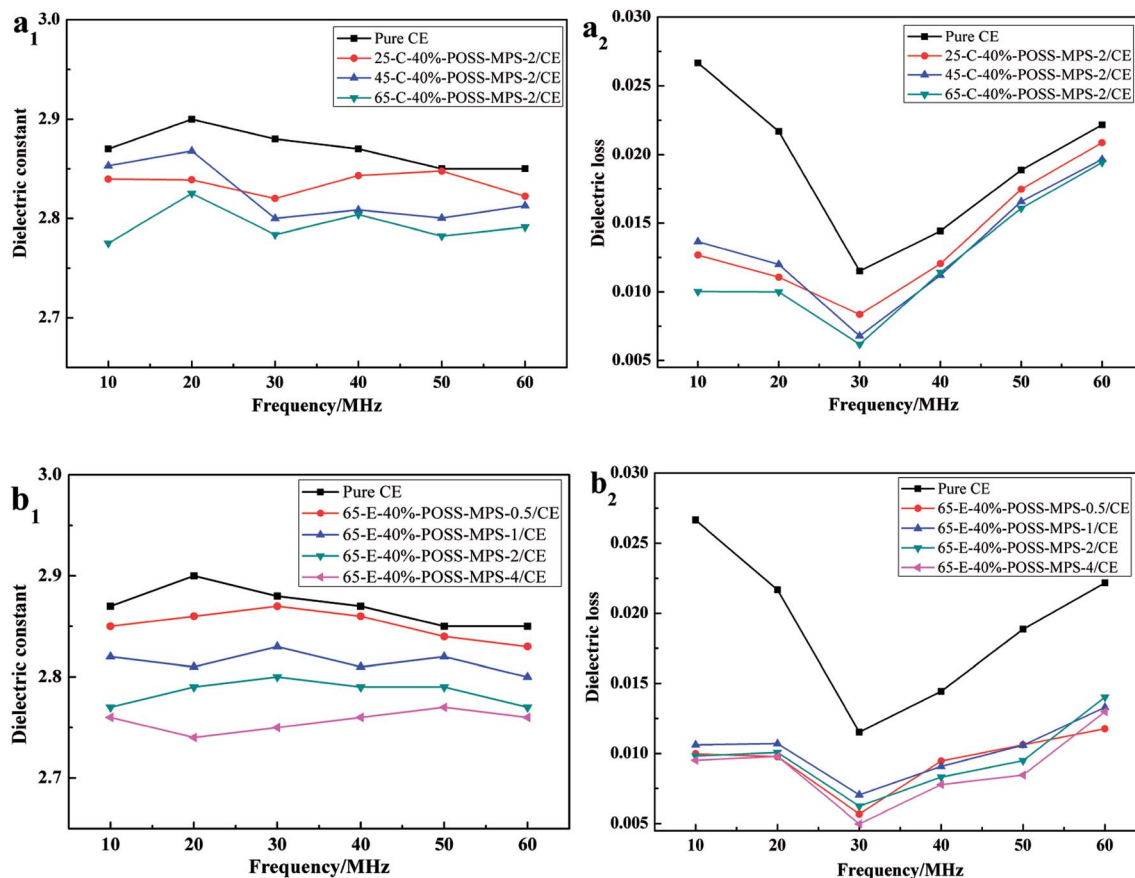 a1
3.0
2.9
2.8
2.7
Dielectric constant
Pure CE
25-C-40%-POSS-MPS-2/CE
45-C-40%-POSS-MPS-2/CE
65-C-40%-POSS-MPS-2/CE
10 20 30 40 50 60
Frequency/MHz
a2
0.030
0.025
0.020
0.015
0.010
0.005
Dielectric loss
Pure CE
25-C-40%-POSS-MPS-2/CE
45-C-40%-POSS-MPS-2/CE
65-C-40%-POSS-MPS-2/CE
10 20 30 40 50 60
Frequency/MHz
b1
3.0
2.9
2.8
2.7
Dielectric constant
Pure CE
65-E-40%-POSS-MPS-0.5/CE
65-E-40%-POSS-MPS-1/CE
65-E-40%-POSS-MPS-2/CE
65-E-40%-POSS-MPS-4/CE
10 20 30 40 50 60
Frequency/MHz
b2
0.030
0.025
0.020
0.015
0.010
0.005
Dielectric loss
Pure CE
65-E-40%-POSS-MPS-0.5/CE
65-E-40%-POSS-MPS-1/CE
65-E-40%-POSS-MPS-2/CE
65-E-40%-POSS-MPS-4/CE
10 20 30 40 50 60
Frequency/MHz